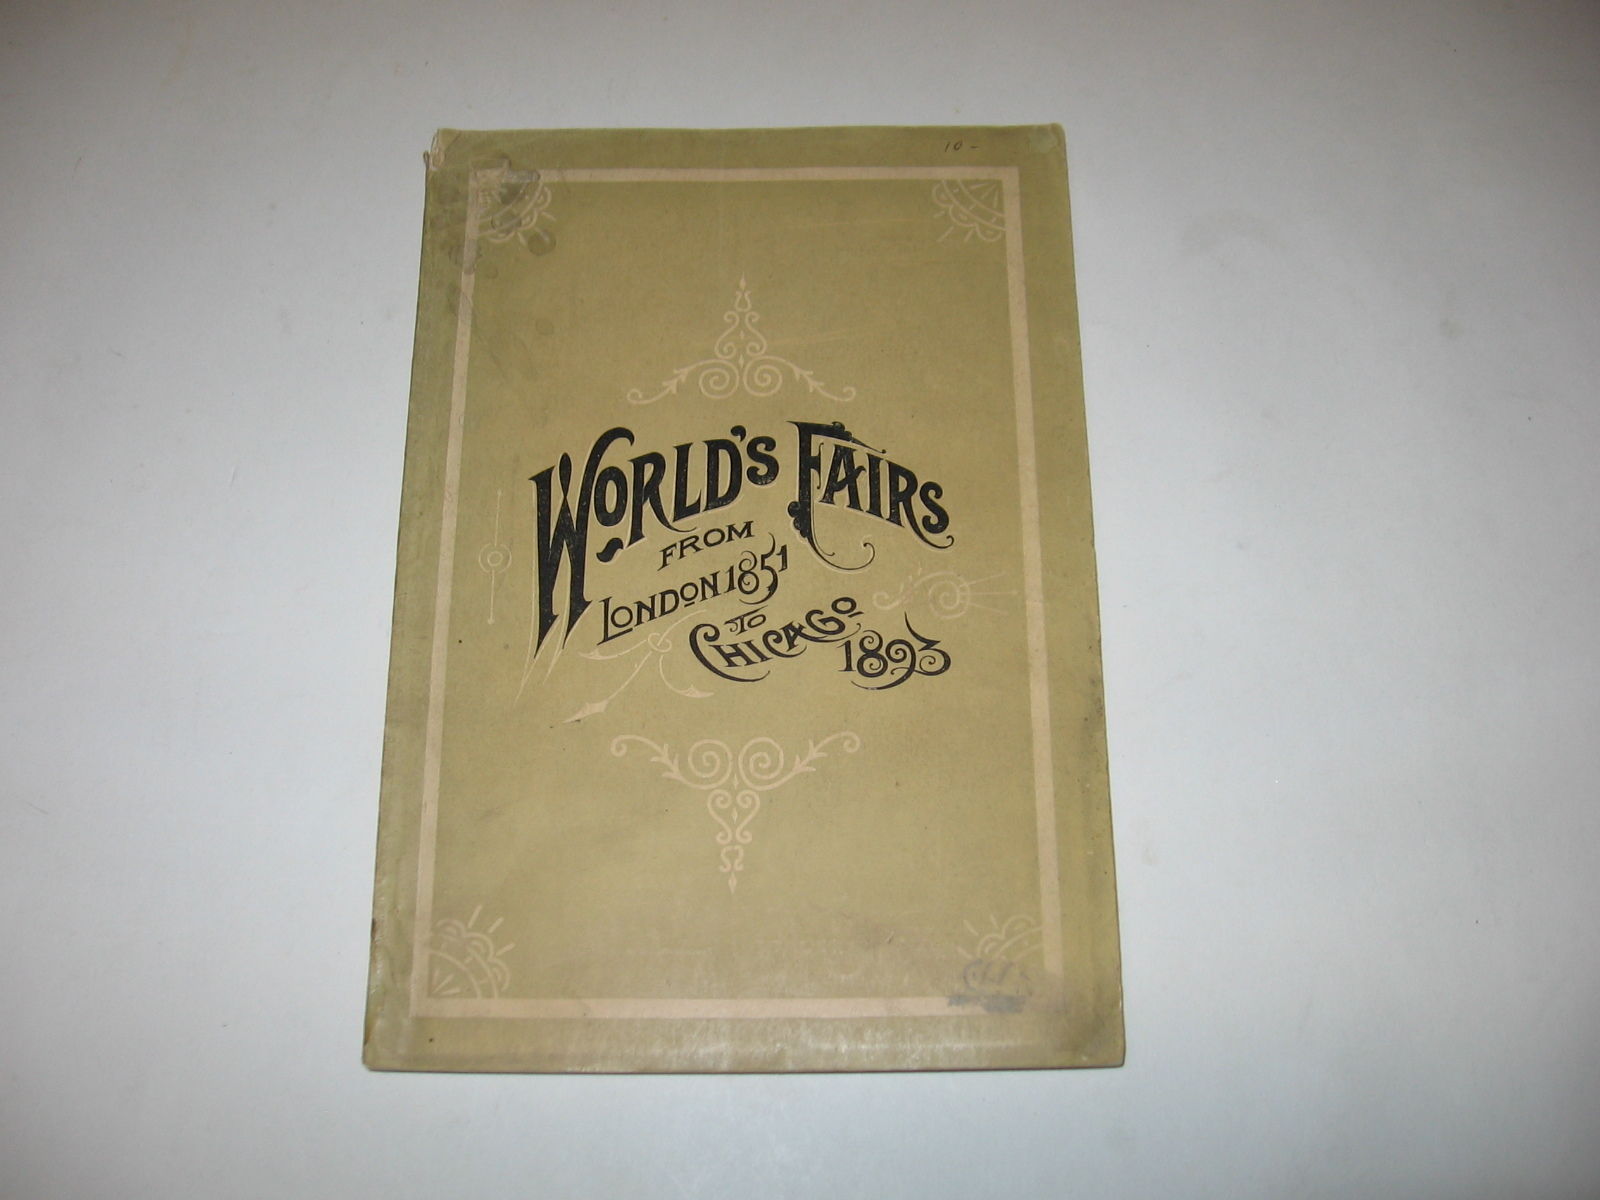 10-
WORLD'S FAIRS
FROM
LONDON 1851
TO
CHICAGO
1893